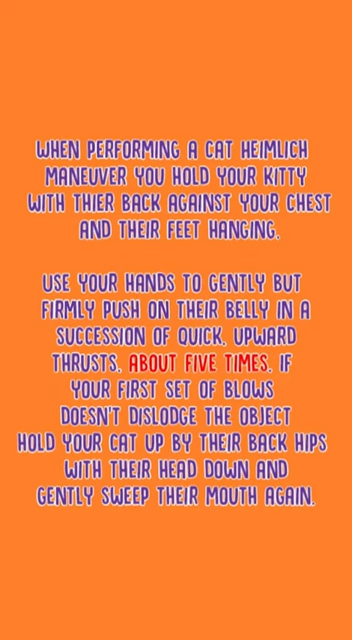 WHEN PERFORMING A CAT HEIMLICH
MANEUVER YOU HOLD YOUR KITTY
WITH THIER BACK AGAINST YOUR CHEST
AND THEIR FEET HANGING.
USE YOUR HANDS TO GENTLY BUT
FIRMLY PUSH ON THEIR BELLY IN A
SUCCESSION OF QUICK, UPWARD
THRUSTS, ABOUT FIVE TIMES. IF
YOUR FIRST SET OF BLOWS
DOESN'T DISLODGE THE OBJECT
HOLD YOUR CAT UP BY THEIR BACK HIPS
WITH THEIR HEAD DOWN AND
GENTLY SWEEP THEIR MOUTH AGAIN.